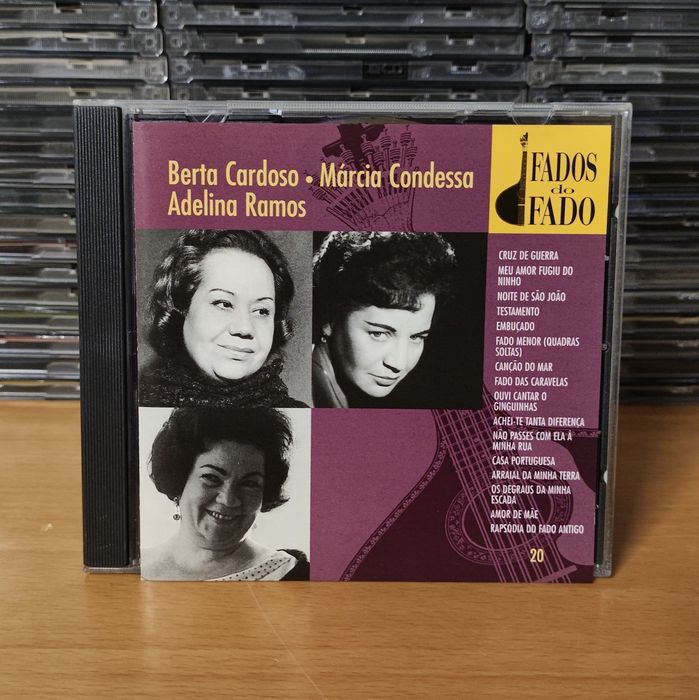 Berta Cardoso • Márcia Condessa
Adelina Ramos
FADOS
do
FADO
CRUZ DE GUERRA
MEU AMOR FUGIU DO
NINHO
NOITE DE SÃO JOÃO
TESTAMENTO
EMBUÇADO
FADO MENOR (QUADRAS
SOLTAS)
CANÇÃO DO MAR
FADO DAS CARAVELAS
OUVI CANTAR O
GINGUINHAS
ACHEI-TE TANTA DIFERENÇA
NÃO PASSES COM ELA À
MINHA RUA
CASA PORTUGUESA
ARRAIAL DA MINHA TERRA
OS DEGRAUS DA MINHA
ESCADA
AMOR DE MÃE
RAPSÓDIA DO FADO ANTIGO
20